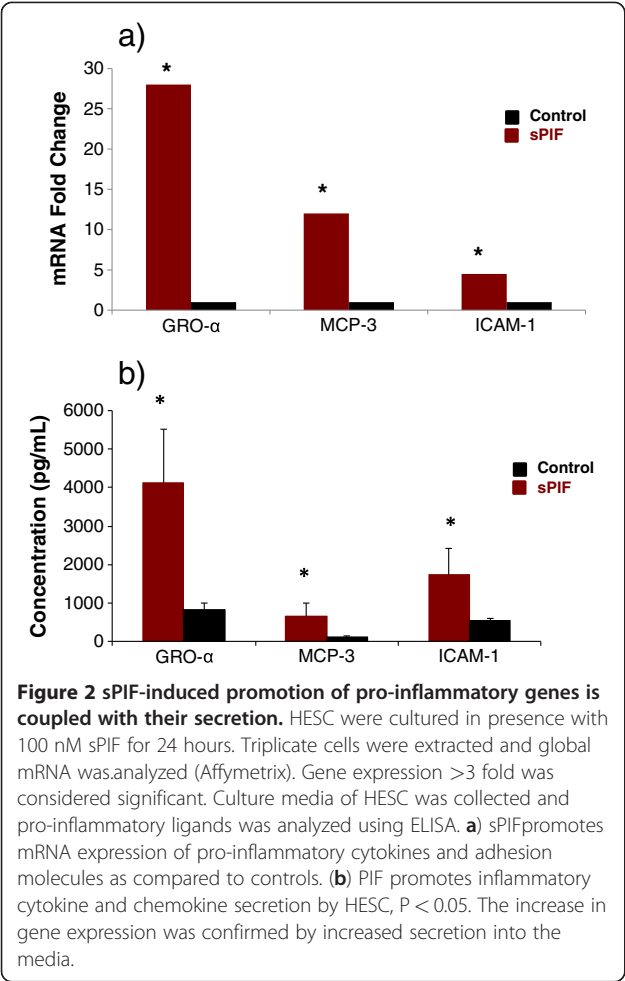 a)
mRNA Fold Change
30
25
20
15
10
5
0
*
*
*
Control
sPIF
GRO-α MCP-3 ICAM-1
b)
Concentration (pg/mL)
6000
5000
4000
3000
2000
1000
0
*
*
*
Control
sPIF
GRO-α MCP-3 ICAM-1
Figure 2 sPIF-induced promotion of pro-inflammatory genes is
coupled with their secretion. HESC were cultured in presence with
100 nM sPIF for 24 hours. Triplicate cells were extracted and global
mRNA was.analyzed (Affymetrix). Gene expression >3 fold was
considered significant. Culture media of HESC was collected and
pro-inflammatory ligands was analyzed using ELISA. a) sPIFpromotes
mRNA expression of pro-inflammatory cytokines and adhesion
molecules as compared to controls. (b) PIF promotes inflammatory
cytokine and chemokine secretion by HESC, P < 0.05. The increase in
gene expression was confirmed by increased secretion into the
media.